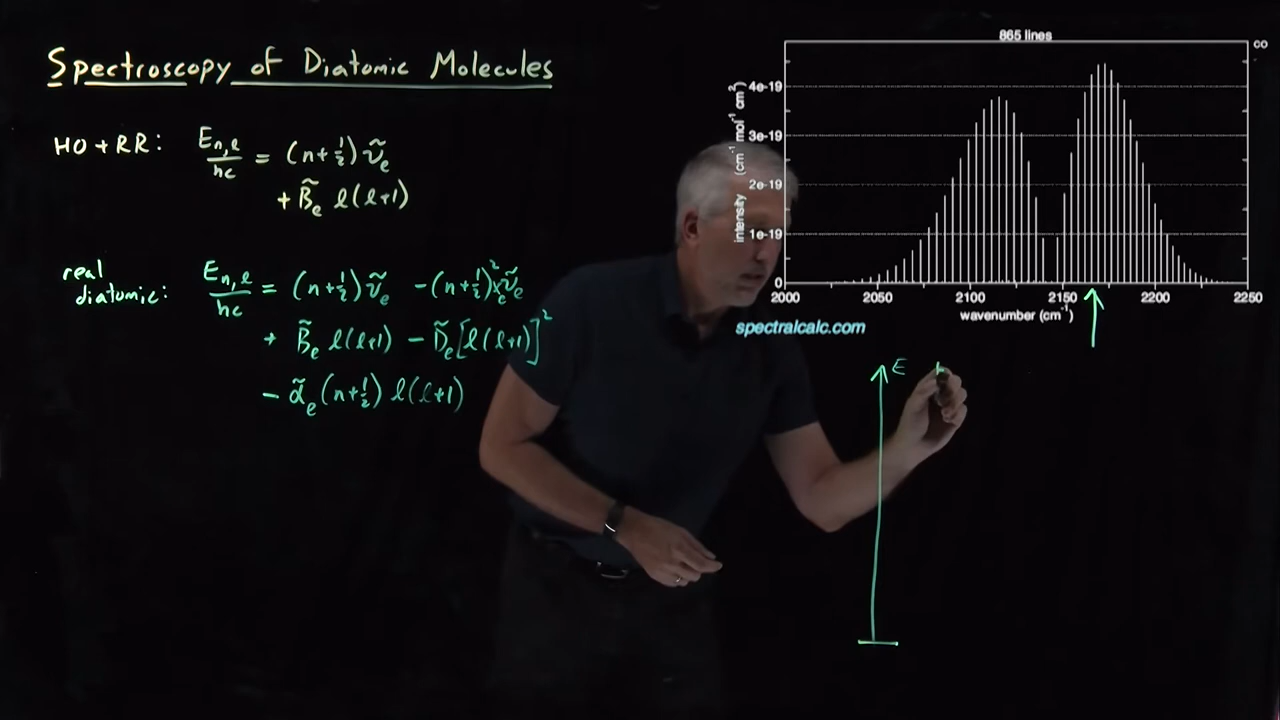 Spectroscopy of Diatomic Molecules
HO + RR: E_{n,ℓ}/hc = (n+½) ν̃_e
+ B̃_e ℓ(ℓ+1)
real diatomic: E_{n,ℓ}/hc = (n+½) ν̃_e - (n+½)² x_e ν̃_e
+ B̃_e ℓ(ℓ+1) - D̃_e [ℓ(ℓ+1)]²
- α̃_e (n+½) ℓ(ℓ+1)
865 lines
CO
intensity (cm⁻¹ mol⁻¹ cm²)
4e-19
3e-19
2e-19
1e-19
0
2000 2050 2100 2150 2200 2250
wavenumber (cm⁻¹)
spectralcalc.com
E